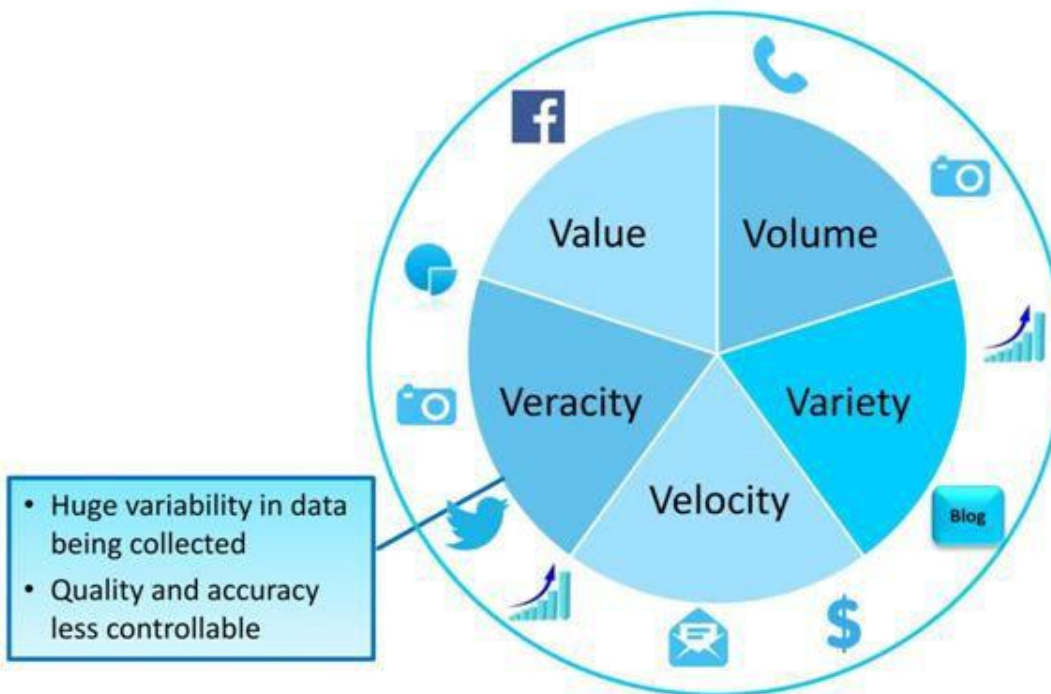 Value
Volume
Veracity
Variety
Velocity
Blog
• Huge variability in data
being collected
• Quality and accuracy
less controllable
$
f